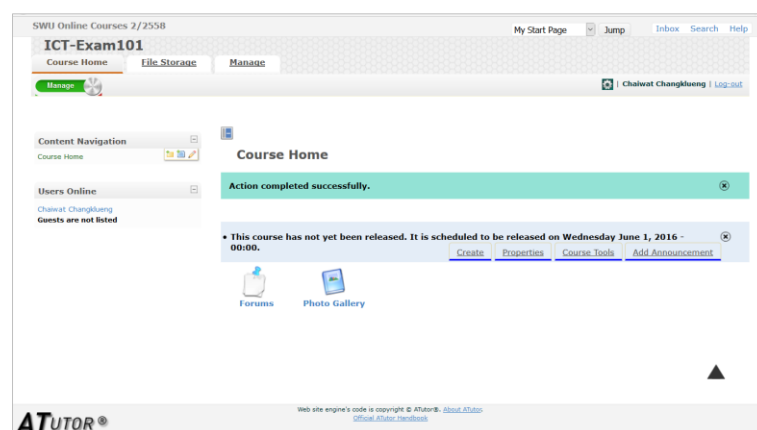 SWU Online Courses 2/2558
My Start Page Jump Inbox Search Help
ICT-Exam101
Course Home File Storage Manage
Manage
| Chaiwat Changklueng | Log-out
Content Navigation
Course Home
Course Home
Action completed successfully.
Users Online
Chaiwat Changklueng
Guests are not listed
• This course has not yet been released. It is scheduled to be released on Wednesday June 1, 2016 -
00:00.
Create Properties Course Tools Add Announcement
Forums Photo Gallery
Web site engine's code is copyright © ATutor®. About ATutor.
Official ATutor Handbook
ATUTOR®